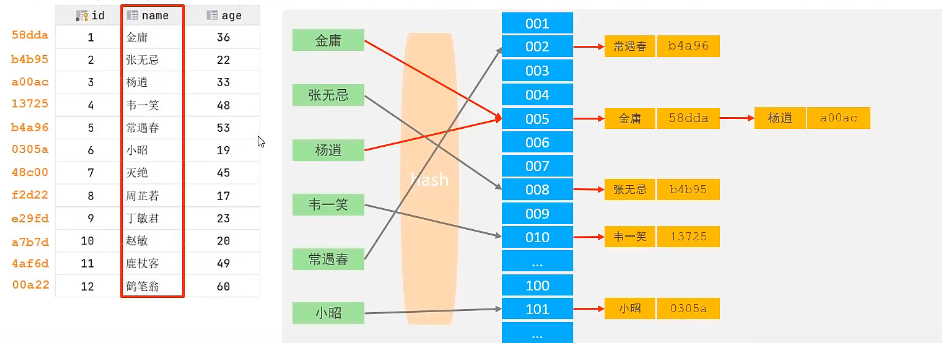 id name age
58dda 1 金庸 36
b4b95 2 张无忌 22
a00ac 3 杨逍 33
13725 4 韦一笑 48
b4a96 5 常遇春 53
0305a 6 小昭 19
48c00 7 灭绝 45
f2d22 8 周芷若 17
e29fd 9 丁敏君 23
a7b7d 10 赵敏 20
4af6d 11 鹿杖客 49
00a22 12 鹤笔翁 60
金庸
张无忌
杨逍
韦一笑
常遇春
小昭
hash
001
002 常遇春 b4a96
003
004
005 金庸 58dda 杨逍 a00ac
006
007
008 张无忌 b4b95
009
010 韦一笑 13725
...
100
101 小昭 0305a
...